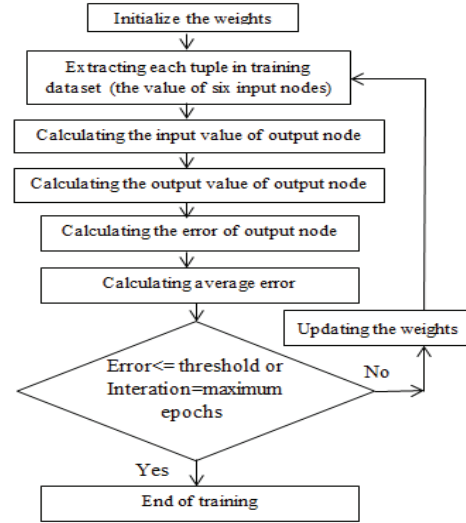 Initialize the weights
Extracting each tuple in training
dataset (the value of six input nodes)
Calculating the input value of output node
Calculating the output value of output node
Calculating the error of output node
Calculating average error
Updating the weights
Error<= threshold or
Interation=maximum
epochs
No
Yes
End of training